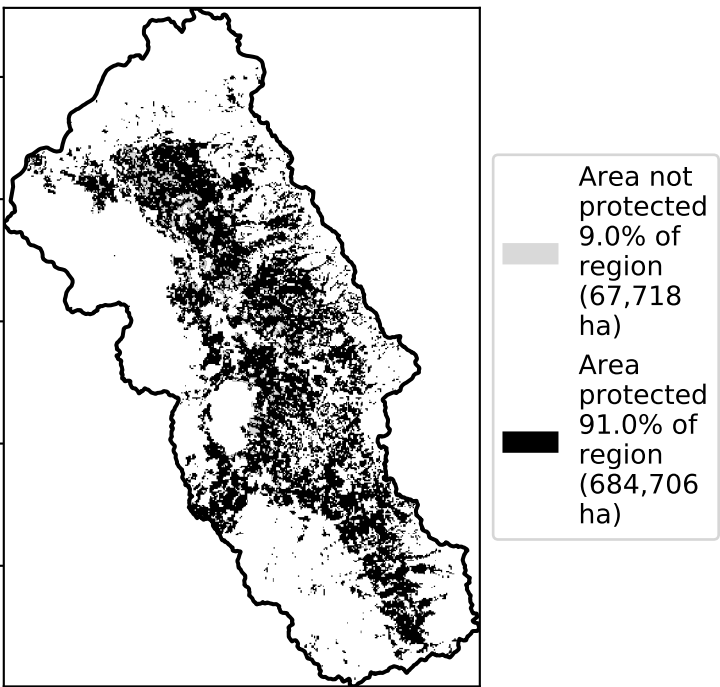 Area not
protected
9.0% of
region
(67,718
ha)
Area
protected
91.0% of
region
(684,706
ha)